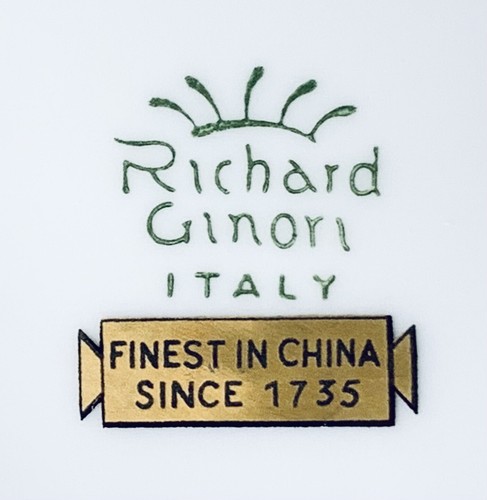 Richard
Ginori
ITALY
FINEST IN CHINA
SINCE 1735